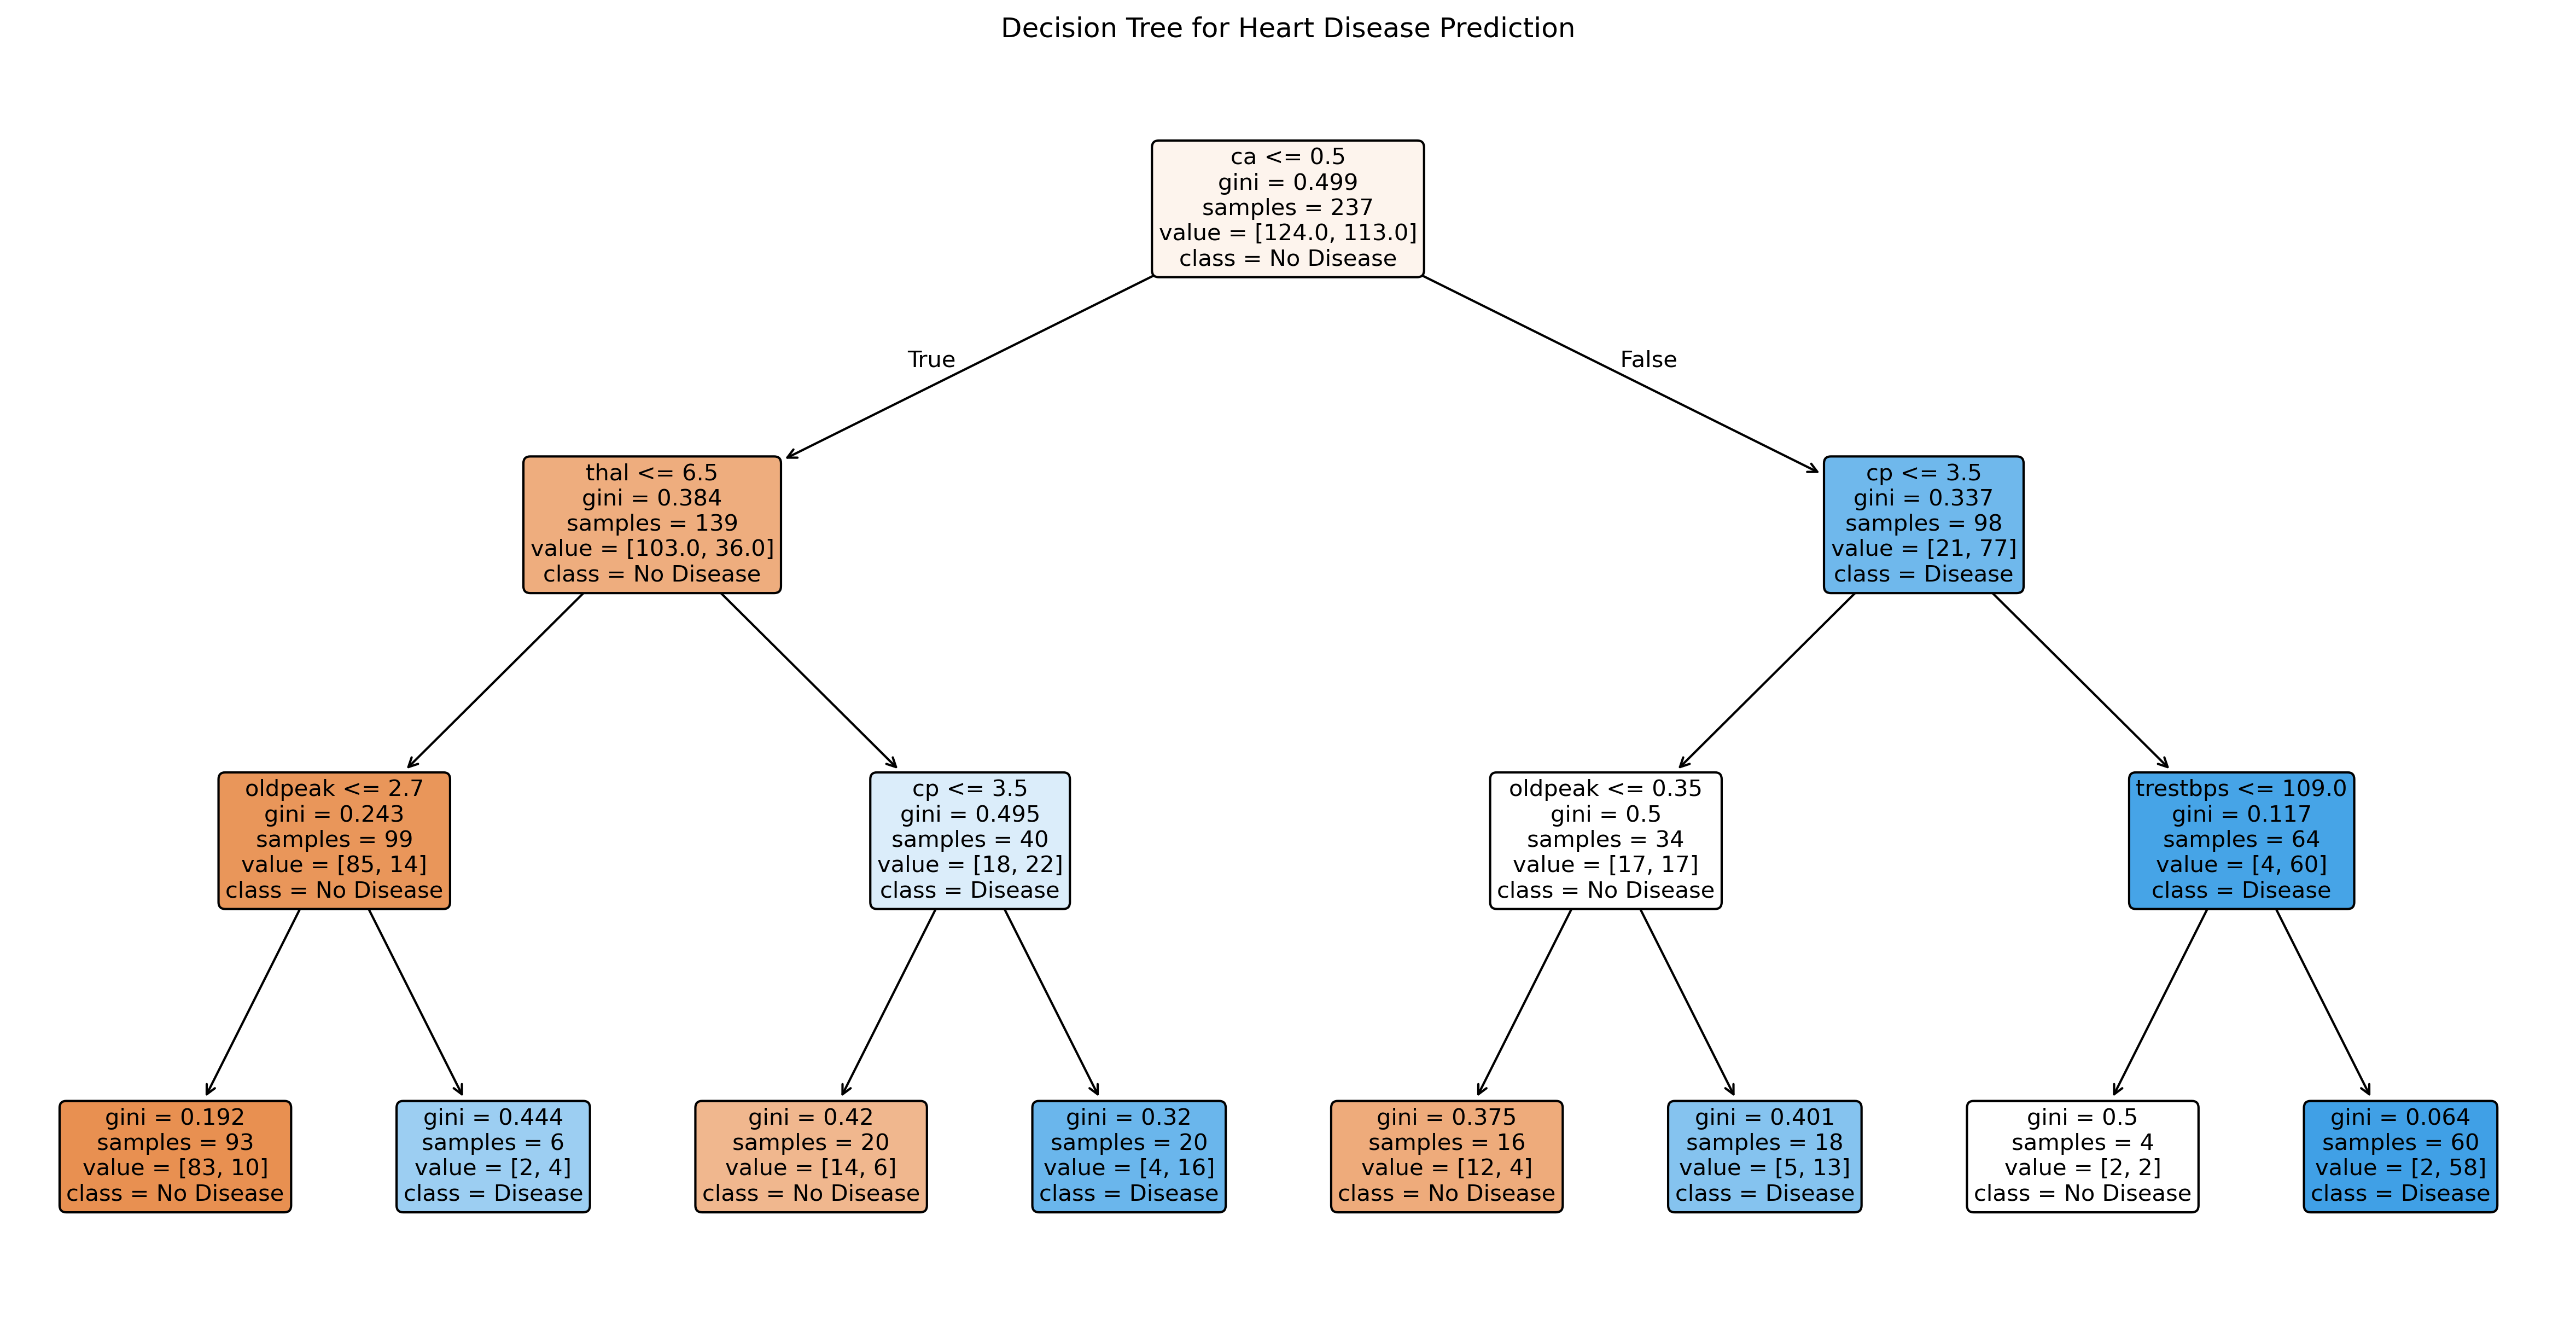 Decision Tree for Heart Disease Prediction
ca <= 0.5
gini = 0.499
samples = 237
value = [124.0, 113.0]
class = No Disease
True
False
thal <= 6.5
gini = 0.384
samples = 139
value = [103.0, 36.0]
class = No Disease
cp <= 3.5
gini = 0.337
samples = 98
value = [21, 77]
class = Disease
oldpeak <= 2.7
gini = 0.243
samples = 99
value = [85, 14]
class = No Disease
cp <= 3.5
gini = 0.495
samples = 40
value = [18, 22]
class = Disease
oldpeak <= 0.35
gini = 0.5
samples = 34
value = [17, 17]
class = No Disease
trestbps <= 109.0
gini = 0.117
samples = 64
value = [4, 60]
class = Disease
gini = 0.192
samples = 93
value = [83, 10]
class = No Disease
gini = 0.444
samples = 6
value = [2, 4]
class = Disease
gini = 0.42
samples = 20
value = [14, 6]
class = No Disease
gini = 0.32
samples = 20
value = [4, 16]
class = Disease
gini = 0.375
samples = 16
value = [12, 4]
class = No Disease
gini = 0.401
samples = 18
value = [5, 13]
class = Disease
gini = 0.5
samples = 4
value = [2, 2]
class = No Disease
gini = 0.064
samples = 60
value = [2, 58]
class = Disease